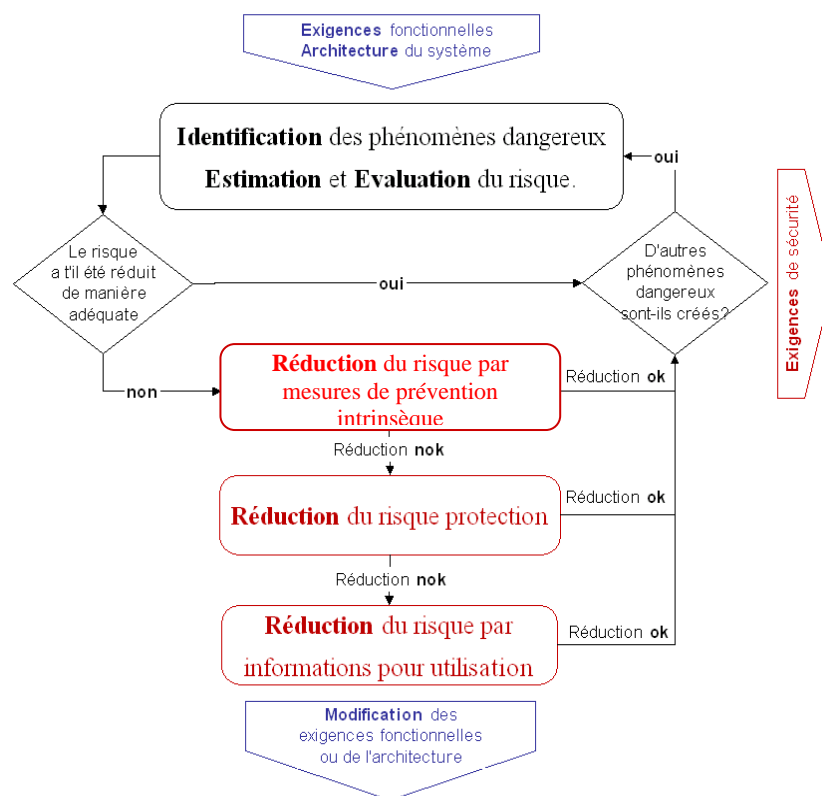 Exigences fonctionnelles
Architecture du système
Identification des phénomènes dangereux
Estimation et Evaluation du risque.
oui
Le risque
a t'il été réduit
de manière
adéquate
oui
D'autres
phénomènes
dangereux
sont-ils créés?
Exigences de sécurité
non
Réduction du risque par
mesures de prévention
intrinsèque
Réduction ok
Réduction nok
Réduction du risque protection
Réduction ok
Réduction nok
Réduction du risque par
informations pour utilisation
Réduction ok
Modification des
exigences fonctionnelles
ou de l'architecture